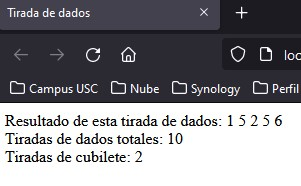 Tirada de dados
loc
Campus USC Nube Synology Perfil
Resultado de esta tirada de dados: 1 5 2 5 6
Tiradas de dados totales: 10
Tiradas de cubilete: 2